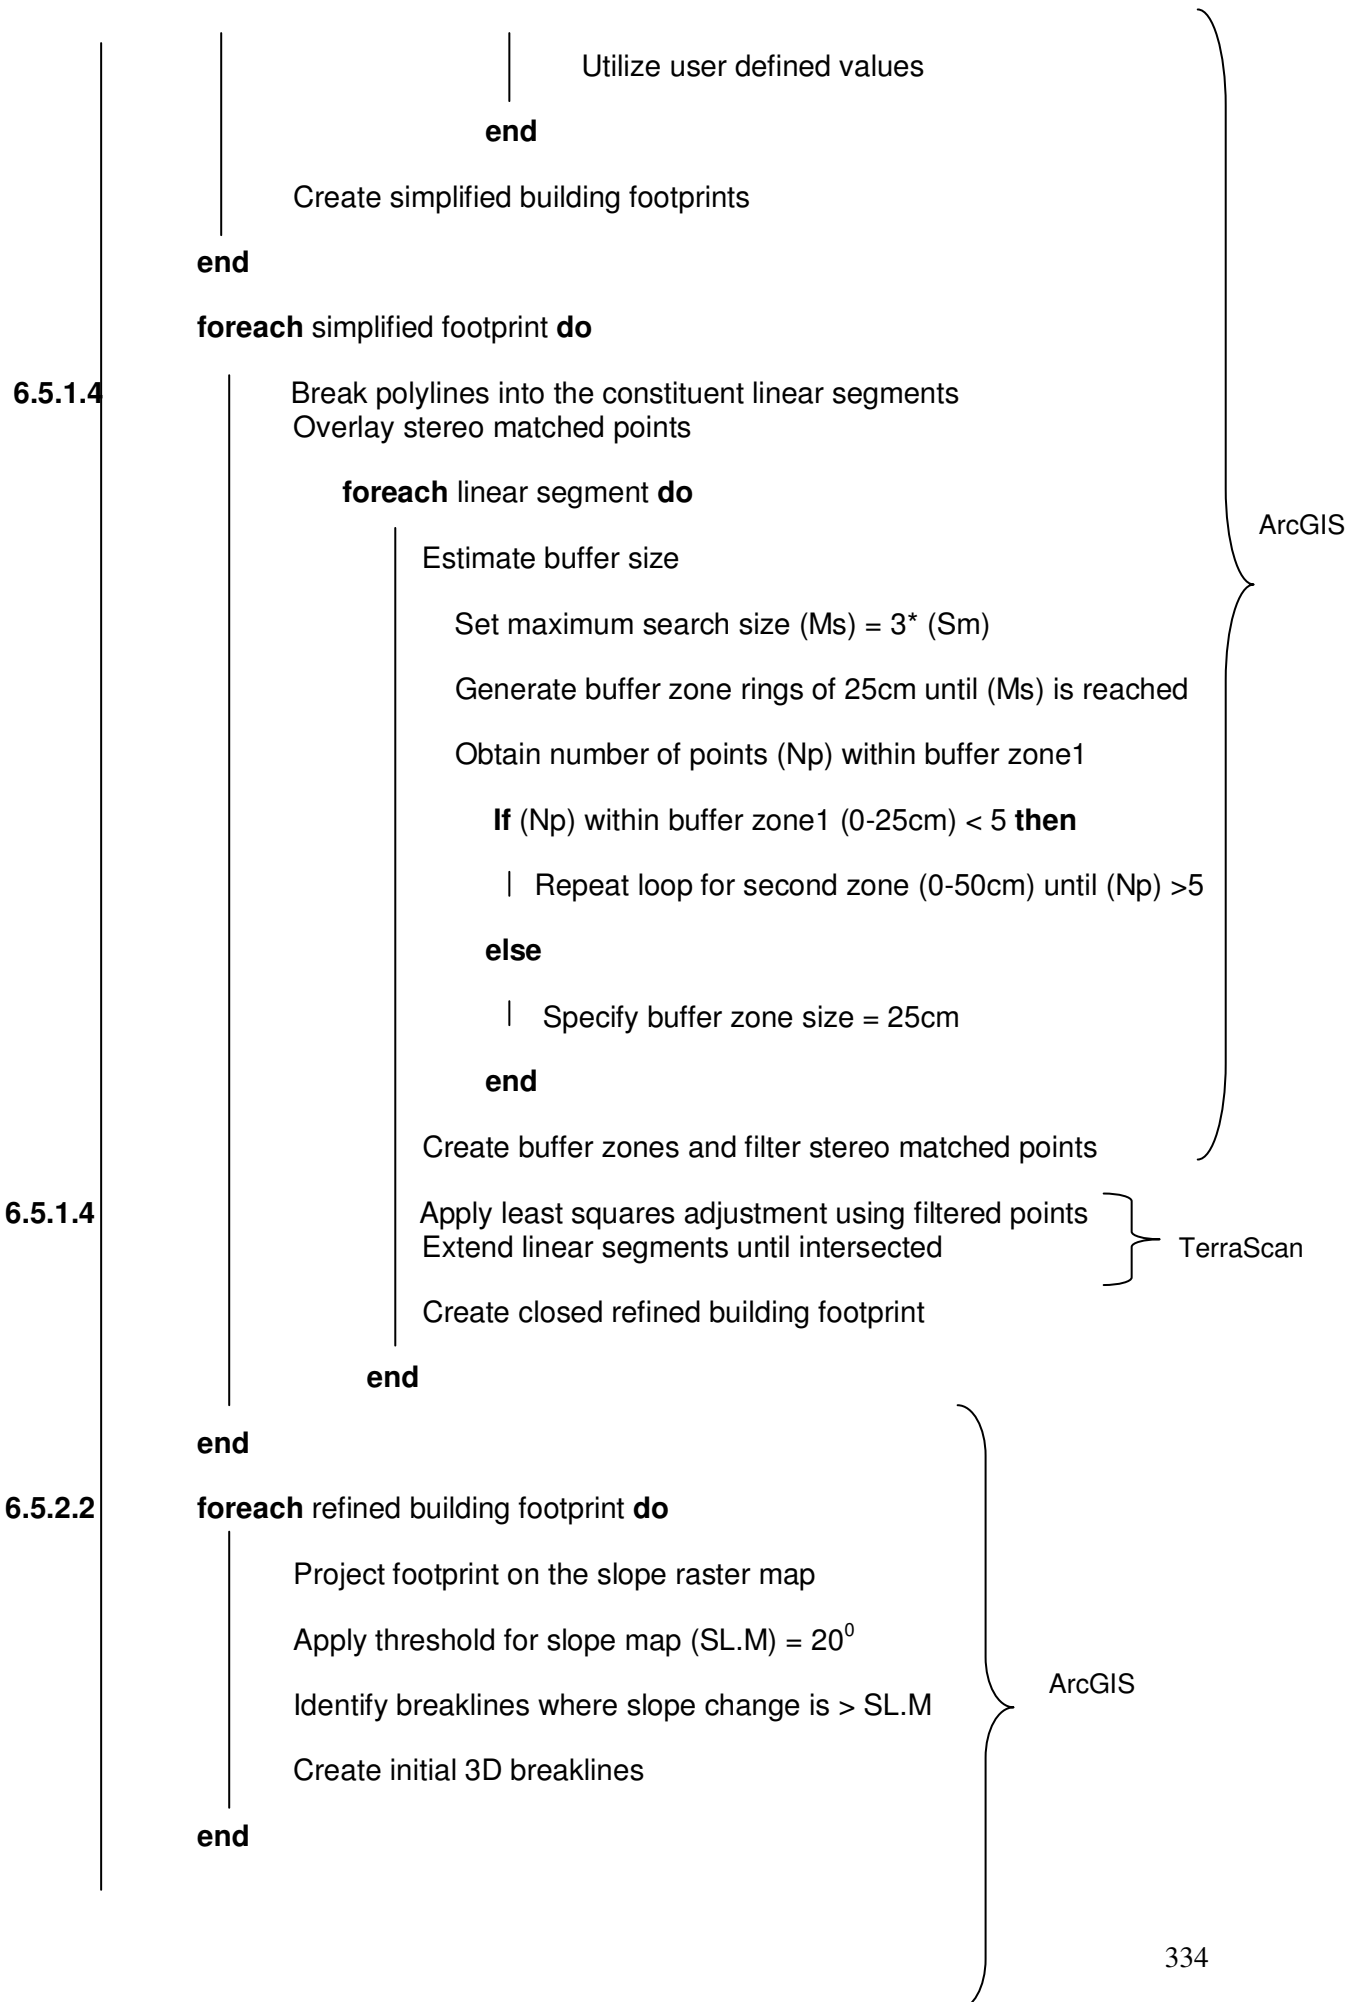 Utilize user defined values
end
Create simplified building footprints
end
foreach simplified footprint do
6.5.1.4 Break polylines into the constituent linear segments
Overlay stereo matched points
foreach linear segment do
ArcGIS
Estimate buffer size
Set maximum search size (Ms) = 3* (Sm)
Generate buffer zone rings of 25cm until (Ms) is reached
Obtain number of points (Np) within buffer zone1
If (Np) within buffer zone1 (0-25cm) < 5 then
Repeat loop for second zone (0-50cm) until (Np) >5
else
Specify buffer zone size = 25cm
end
Create buffer zones and filter stereo matched points
6.5.1.4 Apply least squares adjustment using filtered points
Extend linear segments until intersected TerraScan
Create closed refined building footprint
end
end
6.5.2.2 foreach refined building footprint do
Project footprint on the slope raster map
Apply threshold for slope map (SL.M) = 20⁰
ArcGIS
Identify breaklines where slope change is > SL.M
Create initial 3D breaklines
end
334